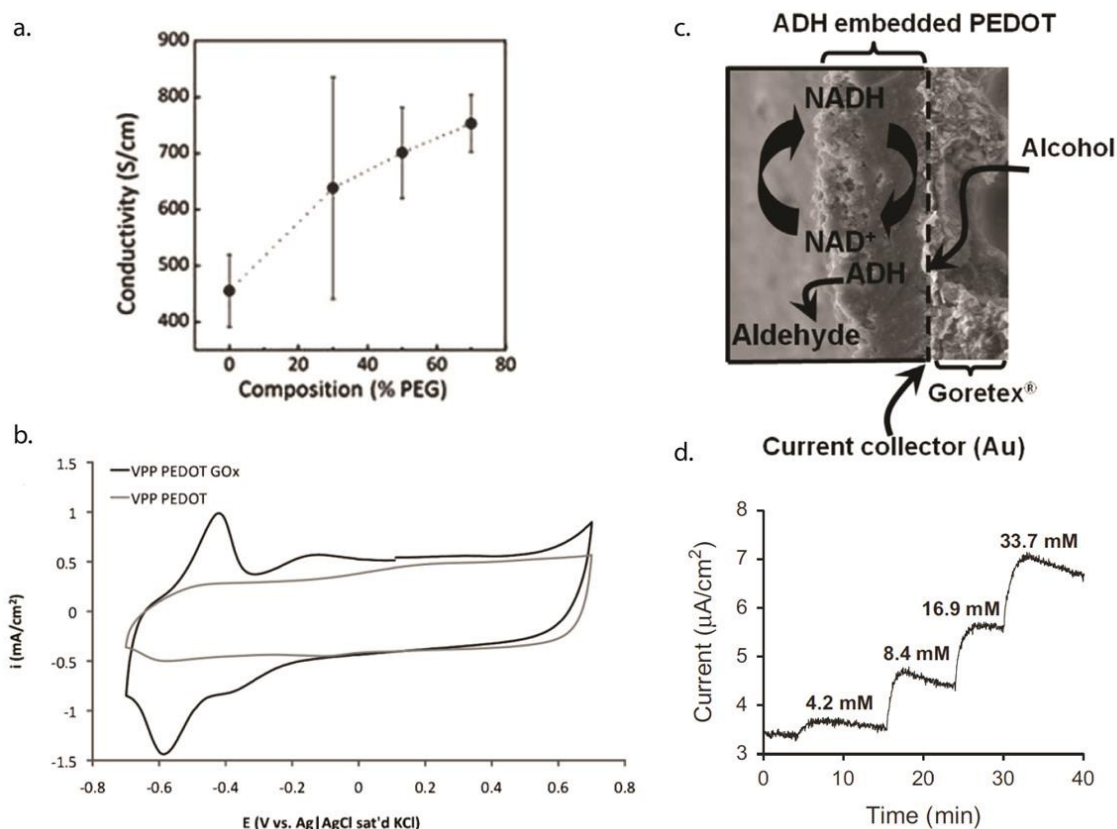 a.
900
800
700
600
500
400
Conductivity (S/cm)
0 20 40 60 80
Composition (% PEG)
b.
1.5
1
0.5
0
-0.5
-1
-1.5
i (mA/cm²)
VPP PEDOT GOx
VPP PEDOT
-0.8 -0.6 -0.4 -0.2 0 0.2 0.4 0.6 0.8
E (V vs. Ag|AgCl sat'd KCl)
c.
ADH embedded PEDOT
NADH
Alcohol
NAD⁺
ADH
Aldehyde
Goretex®
Current collector (Au)
d.
8
7
6
5
4
3
Current (µA/cm²)
33.7 mM
16.9 mM
8.4 mM
4.2 mM
0 10 20 30 40
Time (min)